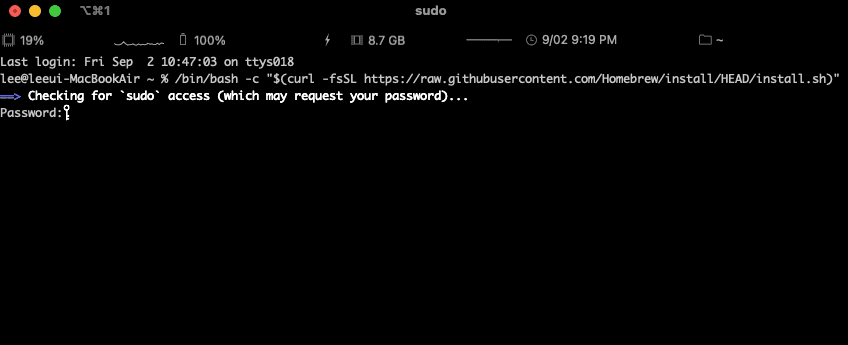 ⌥⌘1 sudo
19% 100% 8.7 GB 9/02 9:19 PM ~
Last login: Fri Sep  2 10:47:03 on ttys018
lee@leeui-MacBookAir ~ % /bin/bash -c "$(curl -fsSL https://raw.githubusercontent.com/Homebrew/install/HEAD/install.sh)"
==> Checking for `sudo` access (which may request your password)...
Password: